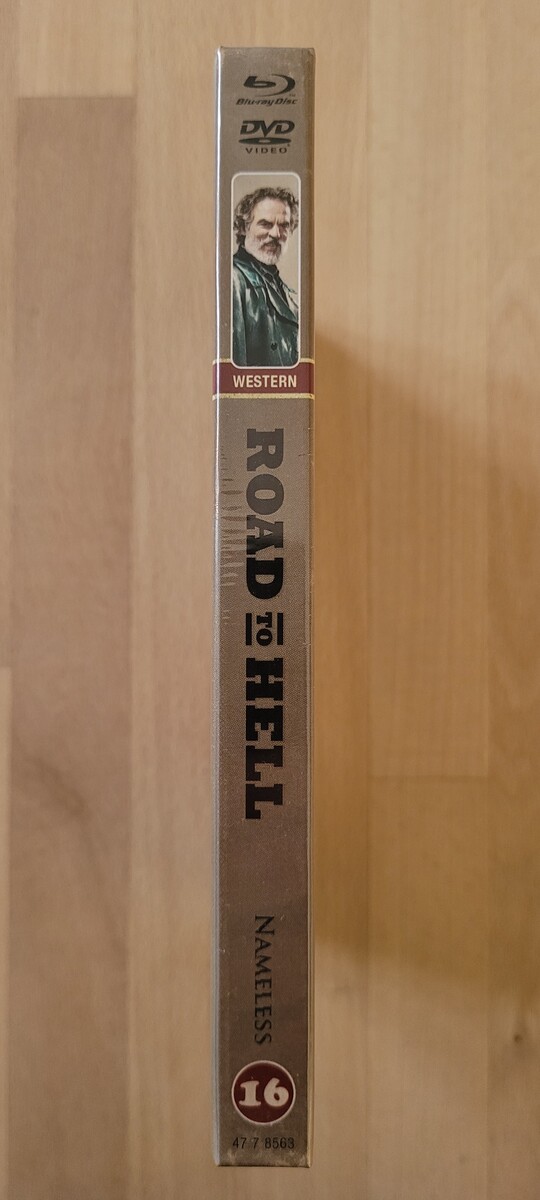 Blu-ray Disc
DVD
VIDEO
WESTERN
ROAD TO HELL
NAMELESS
16
47 7 8563